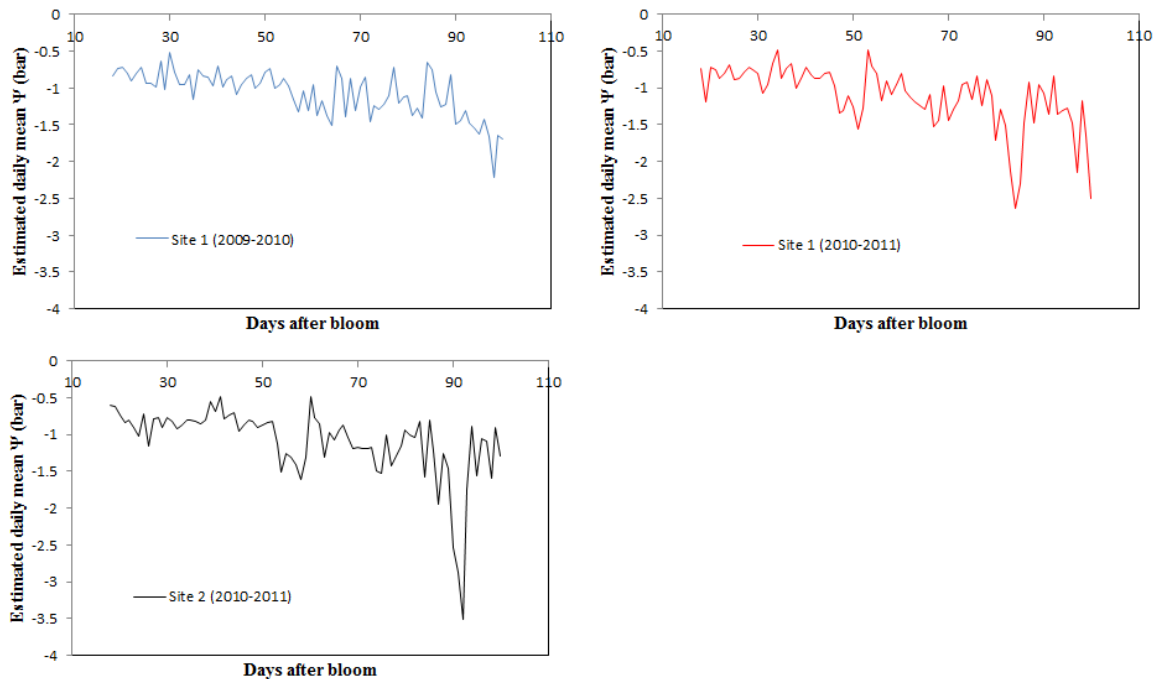 0
10 30 50 70 90 110
-0.5
-1
-1.5
-2
-2.5
-3
-3.5
-4
Estimated daily mean Ψ (bar)
Site 1 (2009-2010)
Days after bloom
0
10 30 50 70 90 110
-0.5
-1
-1.5
-2
-2.5
-3
-3.5
-4
Estimated daily mean Ψ (bar)
Site 1 (2010-2011)
Days after bloom
0
10 30 50 70 90 110
-0.5
-1
-1.5
-2
-2.5
-3
-3.5
-4
Estimated daily mean Ψ (bar)
Site 2 (2010-2011)
Days after bloom